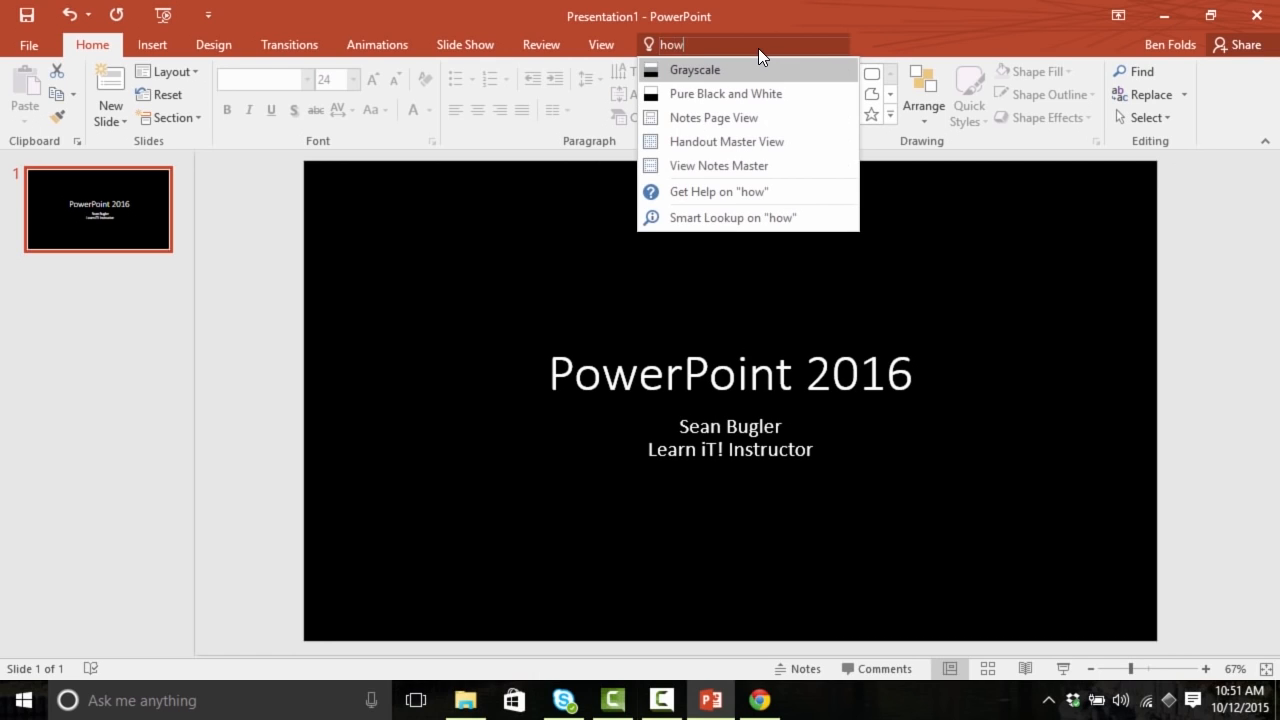 Presentation1 - PowerPoint
File Home Insert Design Transitions Animations Slide Show Review View how Ben Folds Share
Paste
New
Slide
Layout
Reset
Section
24
B I U S abc AV Aa A
A A
Arrange
Quick
Styles
Shape Fill
Shape Outline
Shape Effects
Find
Replace
Select
Clipboard Slides Font Paragraph Drawing Editing
Grayscale
Pure Black and White
Notes Page View
Handout Master View
View Notes Master
Get Help on "how"
Smart Lookup on "how"
1
PowerPoint 2016
Sean Bugler
Learn iT! Instructor
PowerPoint 2016
Sean Bugler
Learn iT! Instructor
Slide 1 of 1 Notes Comments 67%
Ask me anything
10:51 AM
10/12/2015